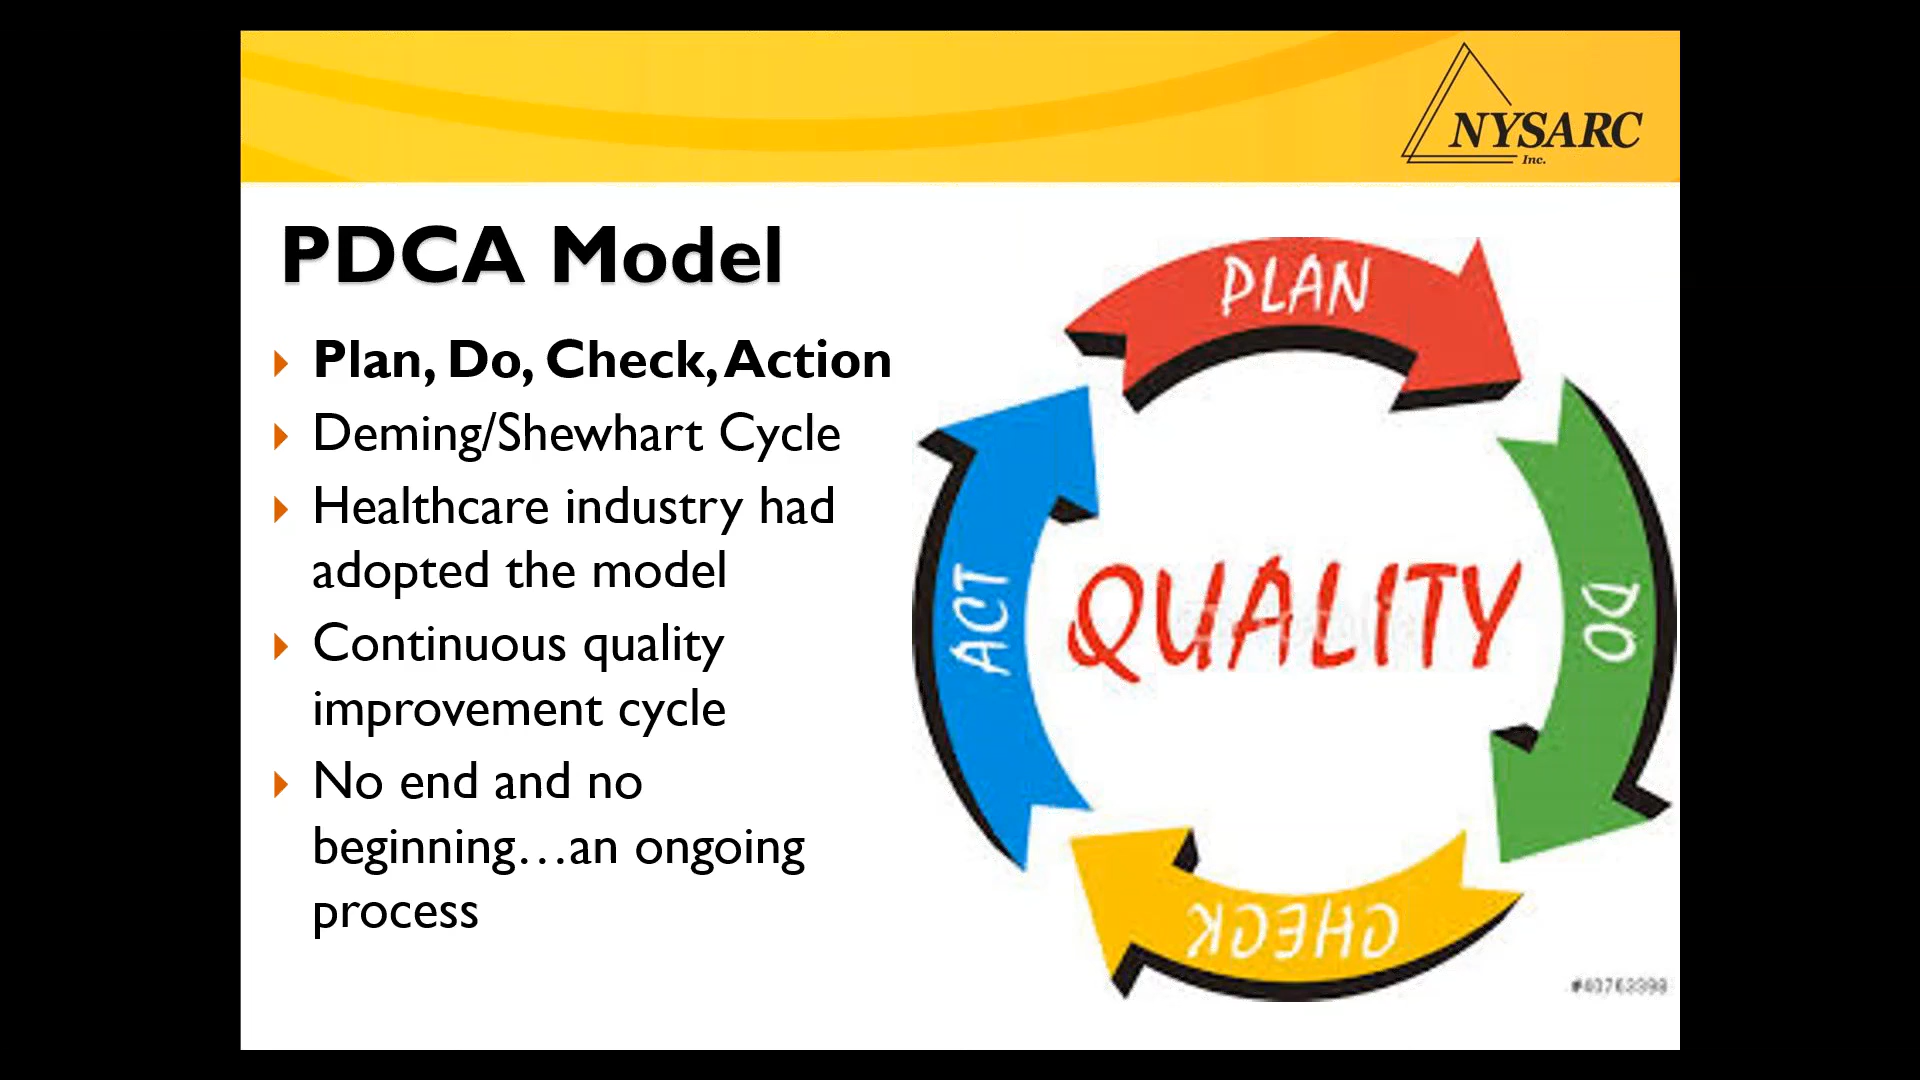 NYSARC
Inc.
PDCA Model
Plan, Do, Check, Action
Deming/Shewhart Cycle
Healthcare industry had
adopted the model
Continuous quality
improvement cycle
No end and no
beginning…an ongoing
process
PLAN
DO
CHECK
ACT
QUALITY